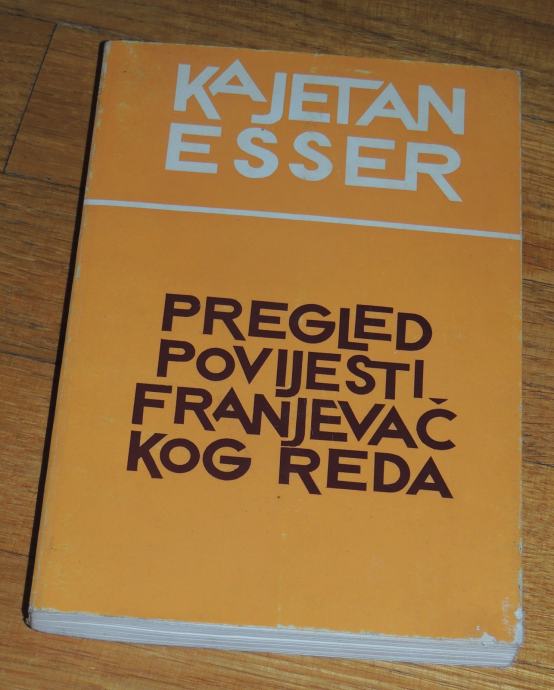 KAJETAN
ESSER
PREGLED
POVIJESTI
FRANJEVAČ
KOG REDA